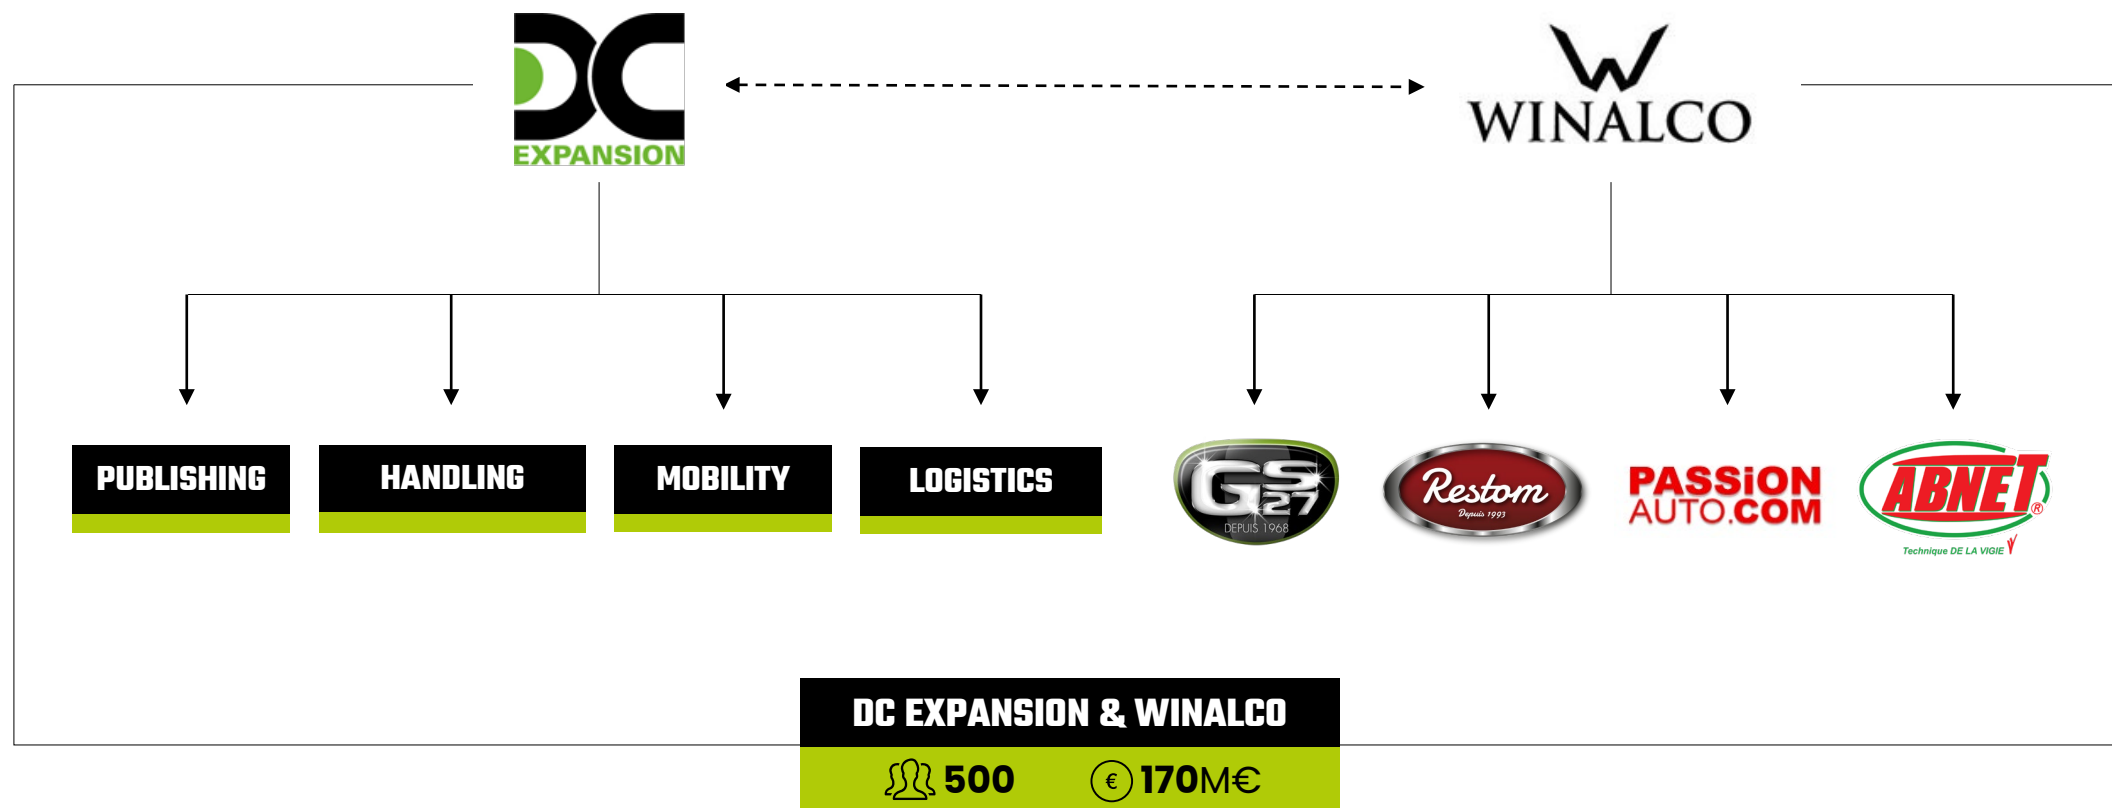 DC
EXPANSION
W
WINALCO
PUBLISHING
HANDLING
MOBILITY
LOGISTICS
GS27
DEPUIS 1968
Restom
Depuis 1993
PASSiON
AUTO.COM
ABNET®
Technique DE LA VIGIE
DC EXPANSION & WINALCO
500
€ 170M€